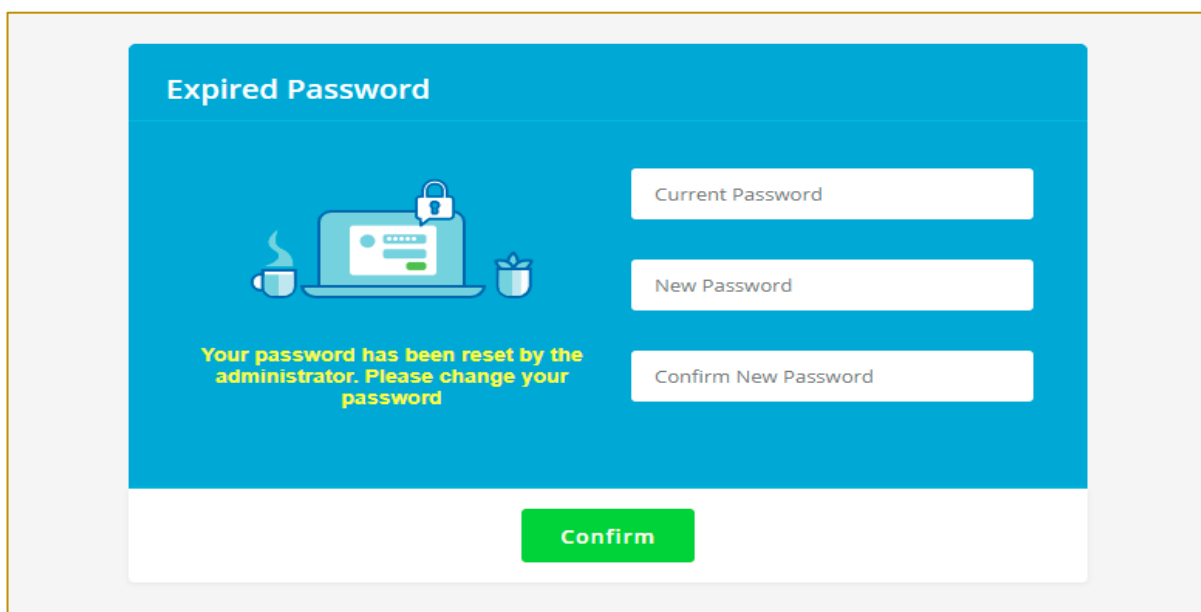 Expired Password
Current Password
New Password
Your password has been reset by the
administrator. Please change your
password
Confirm New Password
Confirm